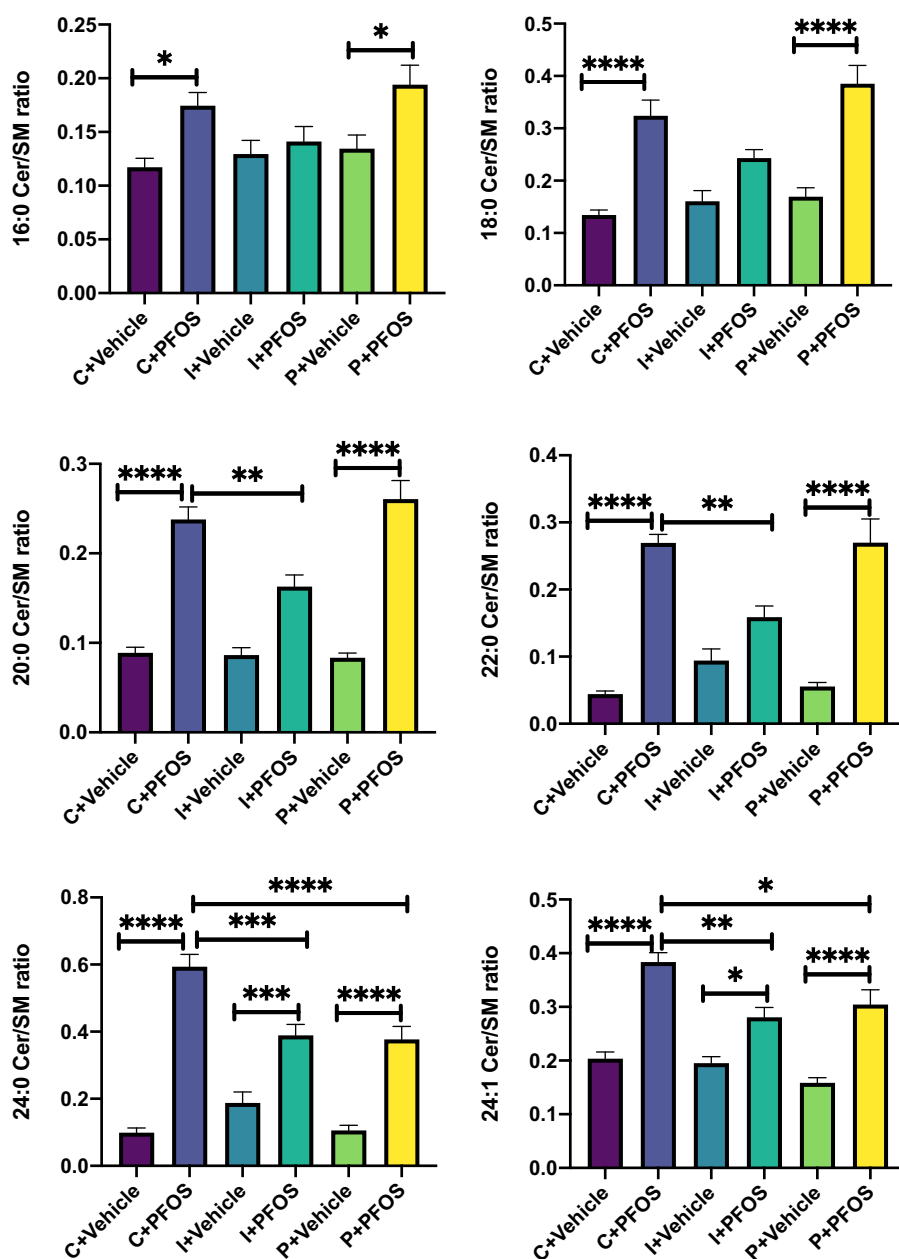 16:0 Cer/SM ratio
0.25
0.20
0.15
0.10
0.05
0.00
* *
C+Vehicle
C+PFOS
I+Vehicle
I+PFOS
P+Vehicle
P+PFOS
18:0 Cer/SM ratio
0.5
0.4
0.3
0.2
0.1
0.0
**** ****
C+Vehicle
C+PFOS
I+Vehicle
I+PFOS
P+Vehicle
P+PFOS
20:0 Cer/SM ratio
0.3
0.2
0.1
0.0
**** ** ****
C+Vehicle
C+PFOS
I+Vehicle
I+PFOS
P+Vehicle
P+PFOS
22:0 Cer/SM ratio
0.4
0.3
0.2
0.1
0.0
**** ** ****
C+Vehicle
C+PFOS
I+Vehicle
I+PFOS
P+Vehicle
P+PFOS
24:0 Cer/SM ratio
0.8
0.6
0.4
0.2
0.0
****
**** ***
*** ****
C+Vehicle
C+PFOS
I+Vehicle
I+PFOS
P+Vehicle
P+PFOS
24:1 Cer/SM ratio
0.5
0.4
0.3
0.2
0.1
0.0
*
**** **
* ****
C+Vehicle
C+PFOS
I+Vehicle
I+PFOS
P+Vehicle
P+PFOS